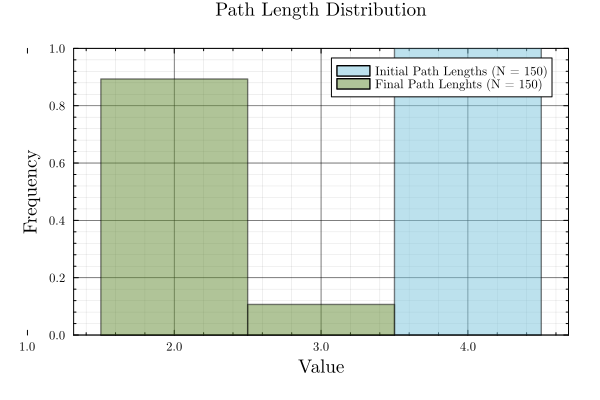 Path Length Distribution
Initial Path Lengths (N = 150)
Final Path Lenghts (N = 150)
Frequency
1.0
0.8
0.6
0.4
0.2
0.0
1.0
2.0
3.0
4.0
Value